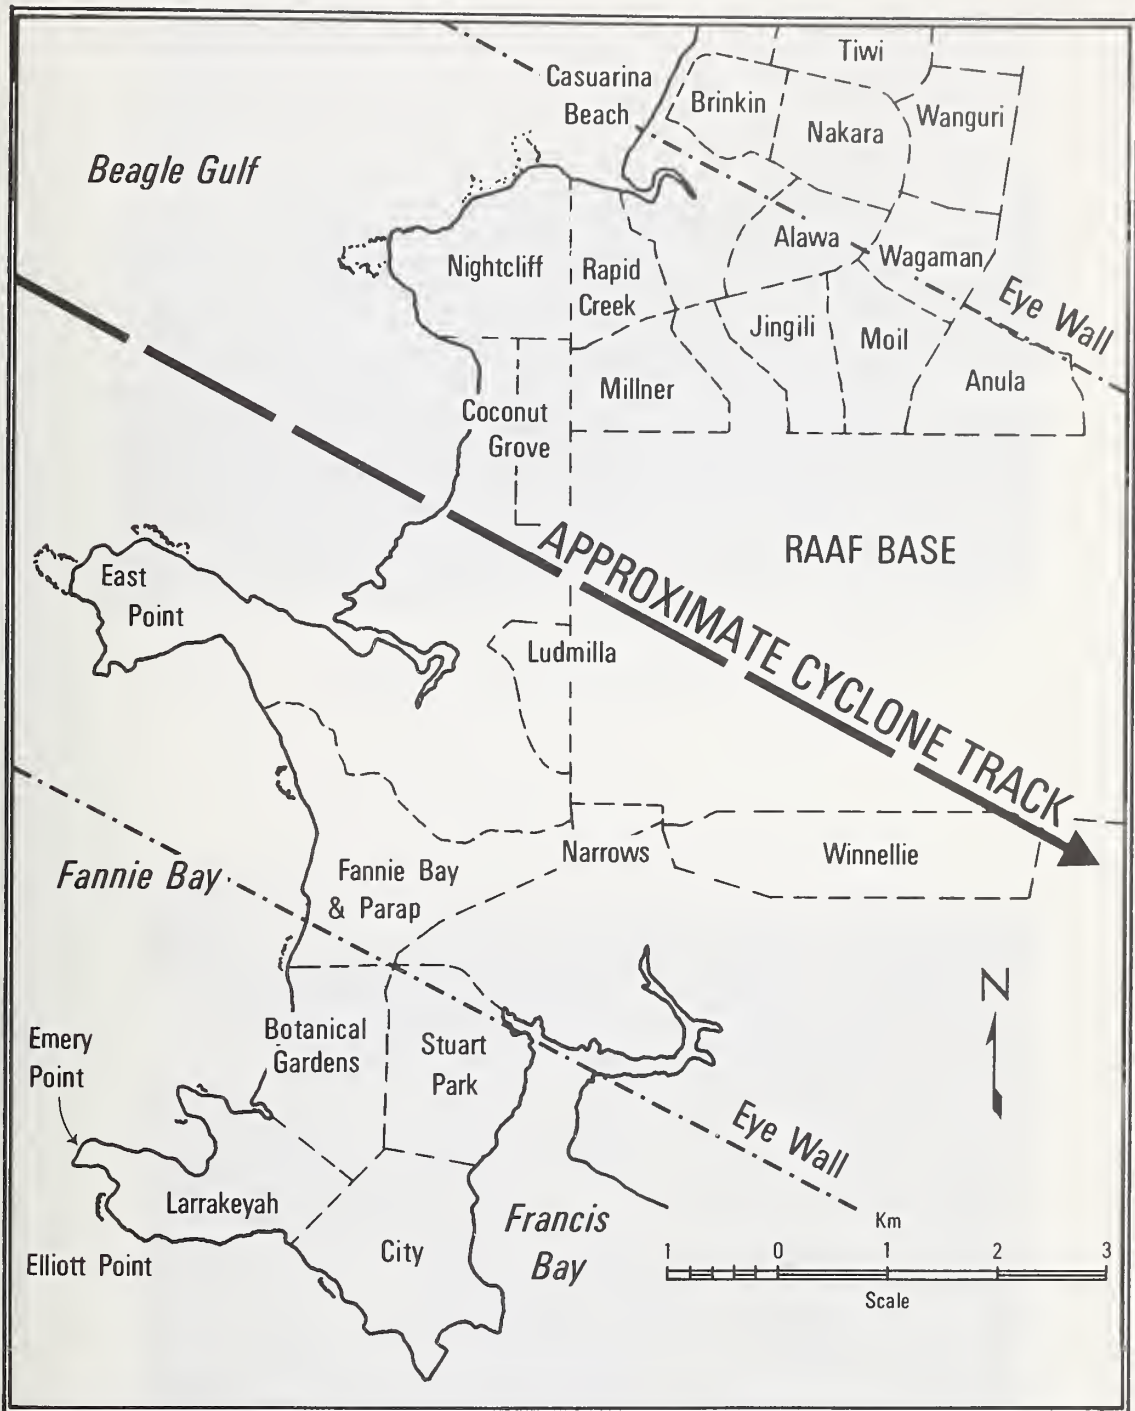 Tiwi
Casuarina
Beach
Brinkin
Wanguri
Nakara
Beagle Gulf
Alawa
Wagaman
Nightcliff
Rapid
Creek
Eye Wall
Jingili
Moil
Anula
Millner
Coconut
Grove
RAAF BASE
APPROXIMATE CYCLONE TRACK
East
Point
Ludmilla
Narrows
Winnellie
Fannie Bay
Fannie Bay
& Parap
N
Botanical
Gardens
Stuart
Park
Emery
Point
Eye Wall
Larrakeyah
Francis
Bay
City
Elliott Point
Km
1 0 1 2 3
Scale